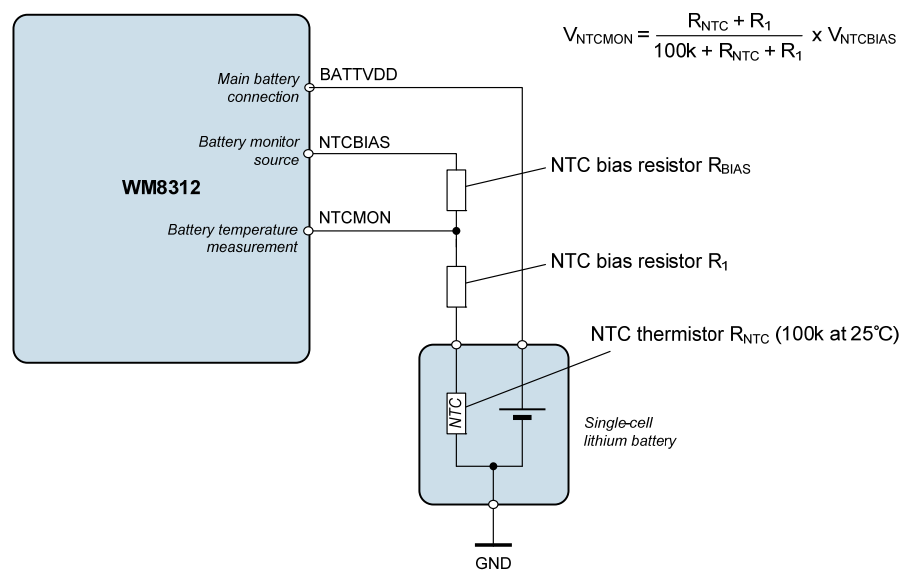 V_NTCMON = (R_NTC + R_1) / (100k + R_NTC + R_1) x V_NTCBIAS
Main battery
connection
BATTVDD
Battery monitor
source
NTCBIAS
NTC bias resistor R_BIAS
WM8312
Battery temperature
measurement
NTCMON
NTC bias resistor R_1
NTC thermistor R_NTC (100k at 25°C)
NTC
Single-cell
lithium battery
GND